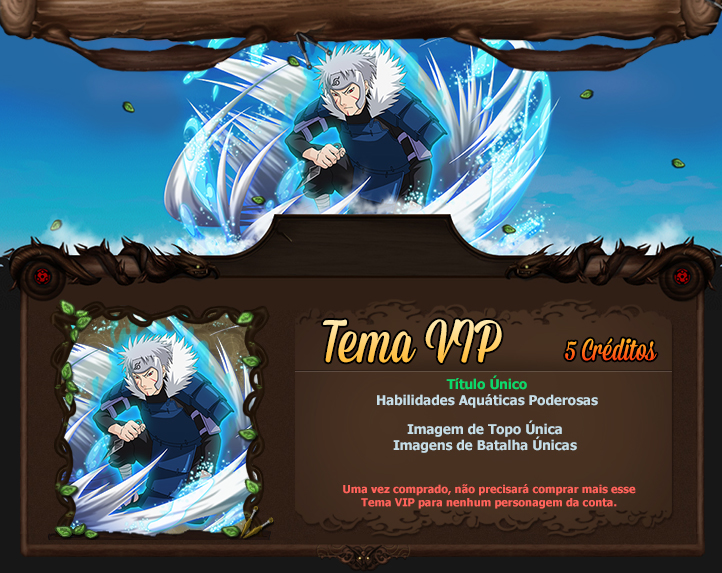 Tema VIP
5 Créditos
Título Único
Habilidades Aquáticas Poderosas
Imagem de Topo Única
Imagens de Batalha Únicas
Uma vez comprado, não precisará comprar mais esse
Tema VIP para nenhum personagem da conta.